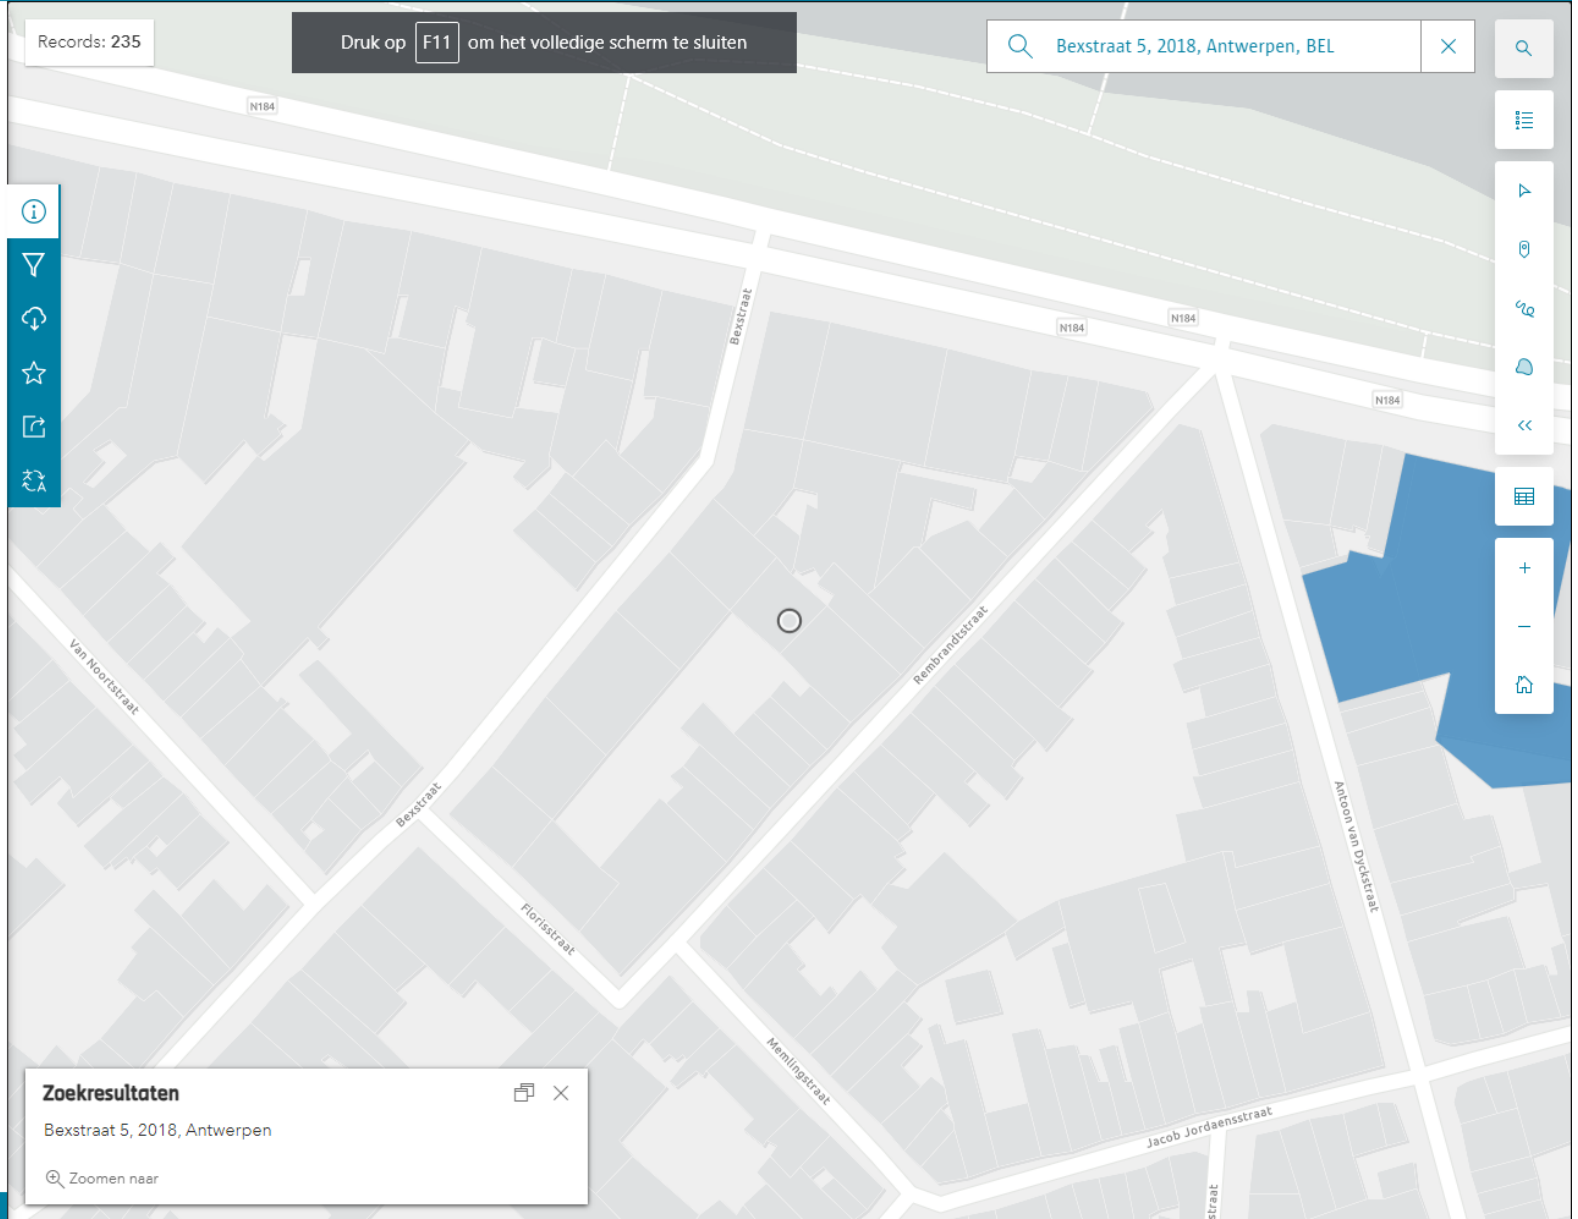 Records: 235
Druk op F11 om het volledige scherm te sluiten
Bexstraat 5, 2018, Antwerpen, BEL
N184
Bexstraat
N184
N184
N184
Rembrandtstraat
Van Noortstraat
Bexstraat
Antoon van Dyckstraat
Florisstraat
Memlingstraat
Jacob Jordaensstraat
straat
Zoekresultaten
Bexstraat 5, 2018, Antwerpen
Zoomen naar